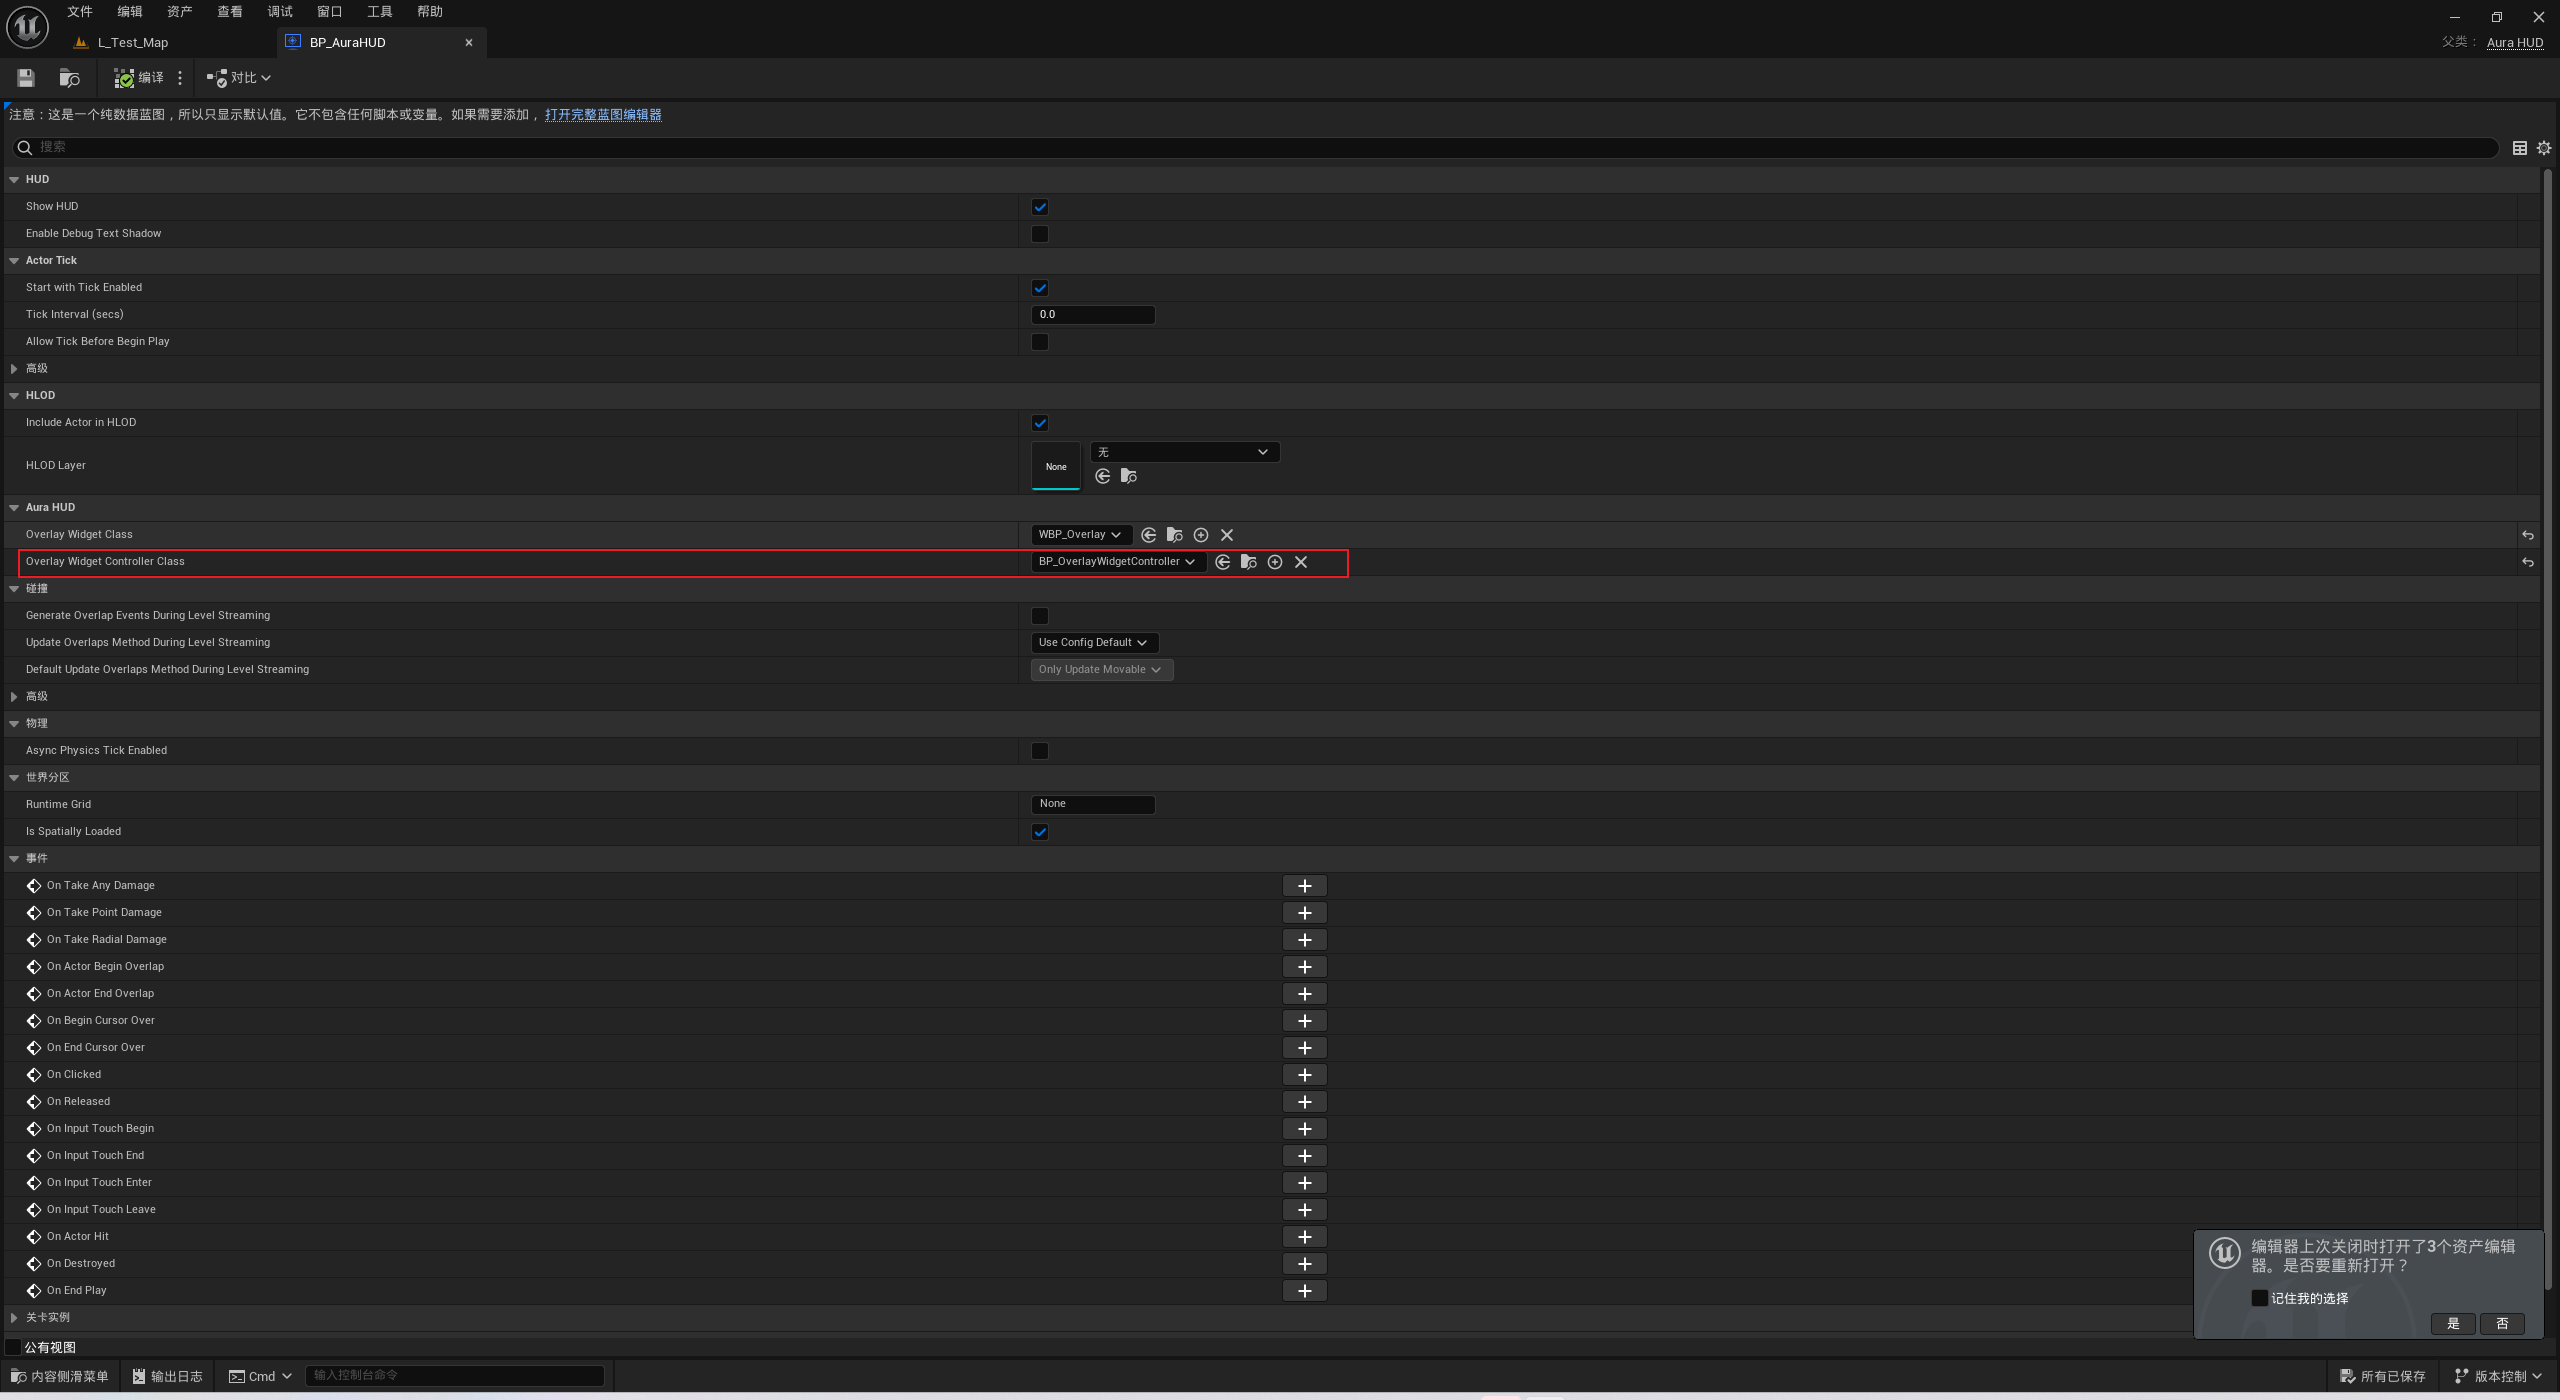 文件 编辑 资产 查看 调试 窗口 工具 帮助
L_Test_Map BP_AuraHUD 父类： Aura HUD
编译 对比
注意：这是一个纯数据蓝图，所以只显示默认值。它不包含任何脚本或变量。如果需要添加，打开完整蓝图编辑器
搜索
HUD
Show HUD
Enable Debug Text Shadow
Actor Tick
Start with Tick Enabled
Tick Interval (secs) 0.0
Allow Tick Before Begin Play
高级
HLOD
Include Actor in HLOD
HLOD Layer None 无
Aura HUD
Overlay Widget Class WBP_Overlay
Overlay Widget Controller Class BP_OverlayWidgetController
碰撞
Generate Overlap Events During Level Streaming
Update Overlaps Method During Level Streaming Use Config Default
Default Update Overlaps Method During Level Streaming Only Update Movable
高级
物理
Async Physics Tick Enabled
世界分区
Runtime Grid None
Is Spatially Loaded
事件
On Take Any Damage
On Take Point Damage
On Take Radial Damage
On Actor Begin Overlap
On Actor End Overlap
On Begin Cursor Over
On End Cursor Over
On Clicked
On Released
On Input Touch Begin
On Input Touch End
On Input Touch Enter
On Input Touch Leave
On Actor Hit
On Destroyed
On End Play
关卡实例
公有视图
编辑器上次关闭时打开了3个资产编辑
器。是否要重新打开？
记住我的选择
是 否
内容侧滑菜单 输出日志 Cmd 输入控制台命令 所有已保存 版本控制